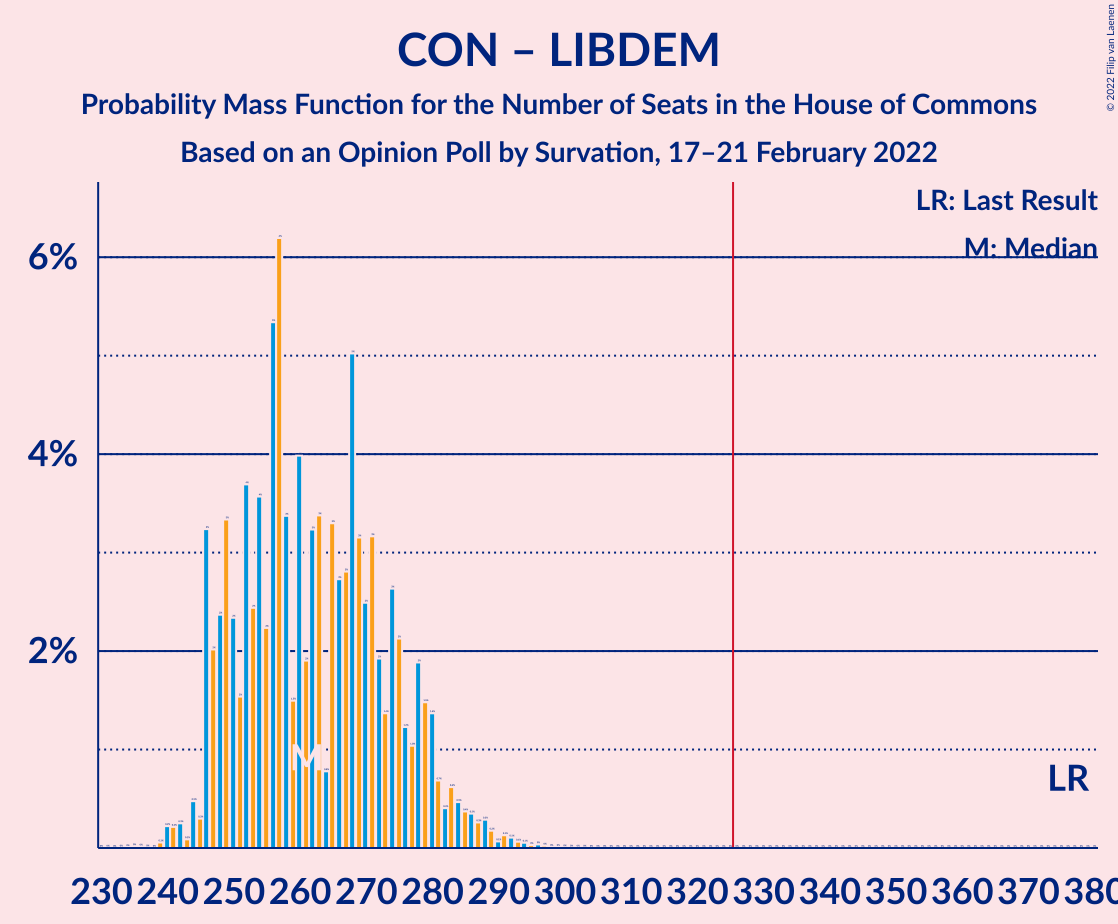 CON – LIBDEM
Probability Mass Function for the Number of Seats in the House of Commons
Based on an Opinion Poll by Survation, 17–21 February 2022
© 2022 Filip van Laenen
LR: Last Result
M: Median
6%
4%
2%
M
LR
230 240 250 260 270 280 290 300 310 320 330 340 350 360 370 380